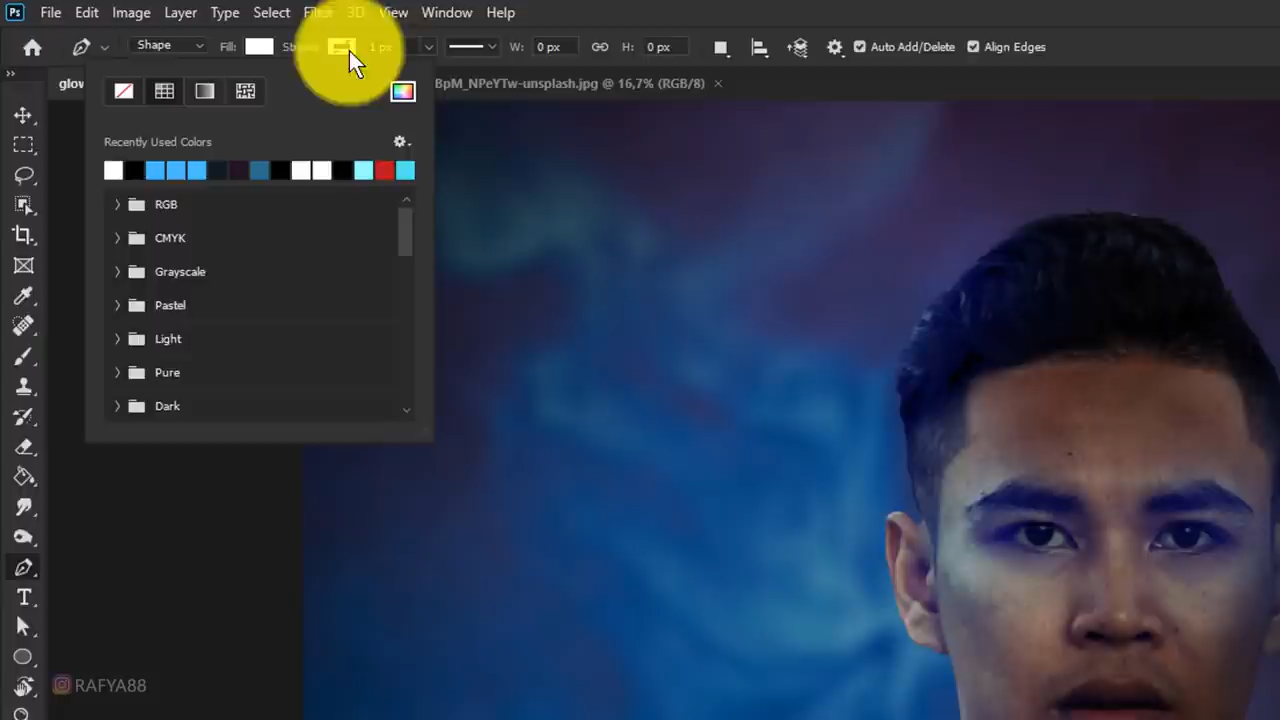 Ps File Edit Image Layer Type Select Filter 3D View Window Help
Shape Fill: Stroke: 1 px W: 0 px H: 0 px Auto Add/Delete Align Edges
glow BpM_NPeYTw-unsplash.jpg @ 16,7% (RGB/8) ×
Recently Used Colors
RGB
CMYK
Grayscale
Pastel
Light
Pure
Dark
T
RAFYA88